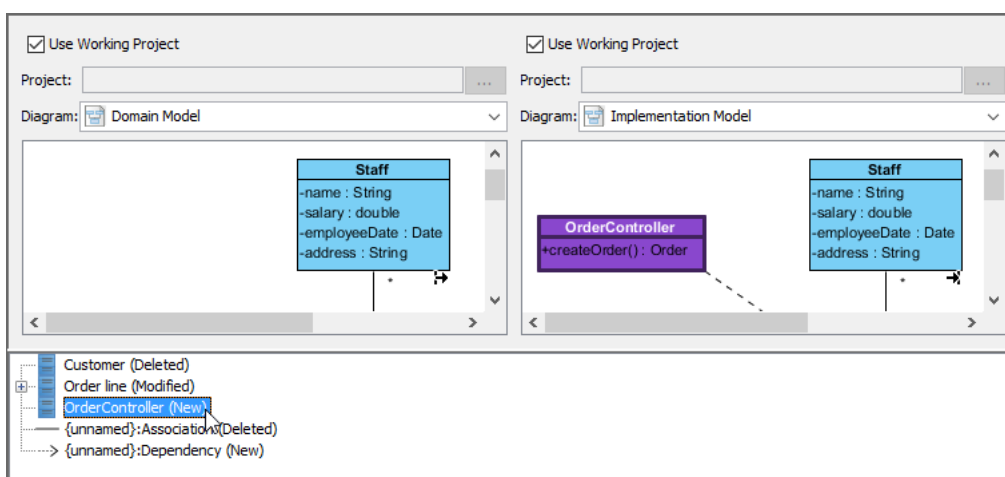 Use Working Project
Project:
...
Diagram: Domain Model
Staff
-name : String
-salary : double
-employeeDate : Date
-address : String
*
Use Working Project
Project:
...
Diagram: Implementation Model
OrderController
+createOrder() : Order
Staff
-name : String
-salary : double
-employeeDate : Date
-address : String
*
Customer (Deleted)
Order line (Modified)
OrderController (New)
{unnamed}:Association (Deleted)
{unnamed}:Dependency (New)